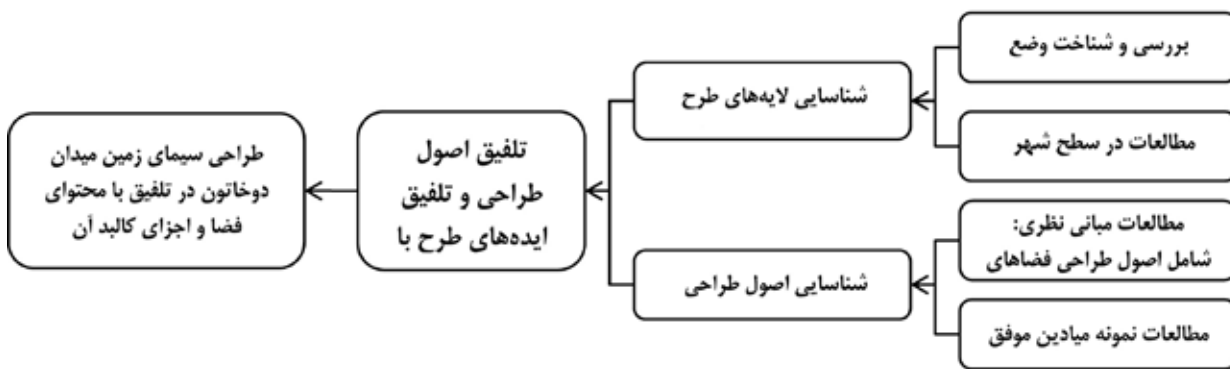 بررسی و شناخت وضع
مطالعات در سطح شهر
مطالعات مبانی نظری:
شامل اصول طراحی فضاهای
مطالعات نمونه میادین موفق
شناسایی لایه‌های طرح
شناسایی اصول طراحی
تلفیق اصول
طراحی و تلفیق
ایده‌های طرح با
طراحی سیمای زمین میدان
دوخاتون در تلفیق با محتوای
فضا و اجزای کالبد آن